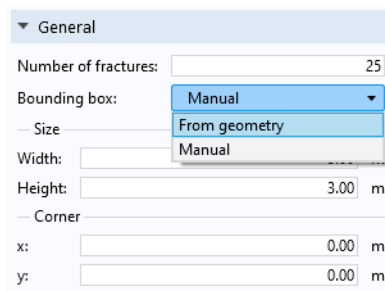 General
Number of fractures: 25
Bounding box: Manual
Size
From geometry
Manual
Width:
Height: 3.00 m
Corner
x: 0.00 m
y: 0.00 m